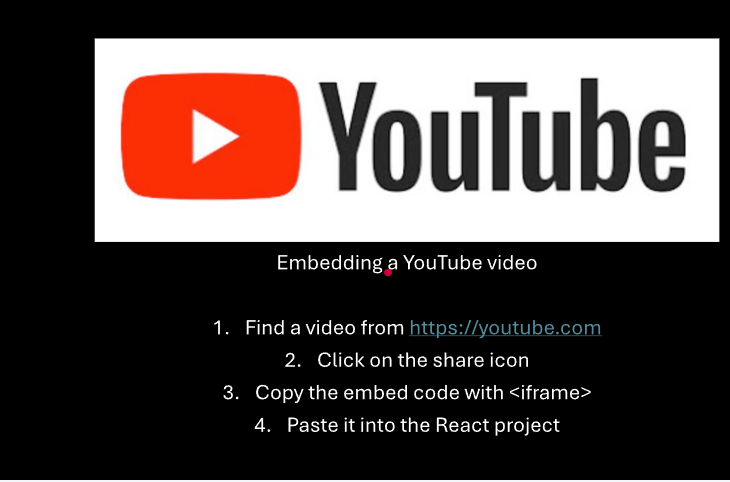 YouTube
Embedding a YouTube video
1. Find a video from https://youtube.com
2. Click on the share icon
3. Copy the embed code with <iframe>
4. Paste it into the React project